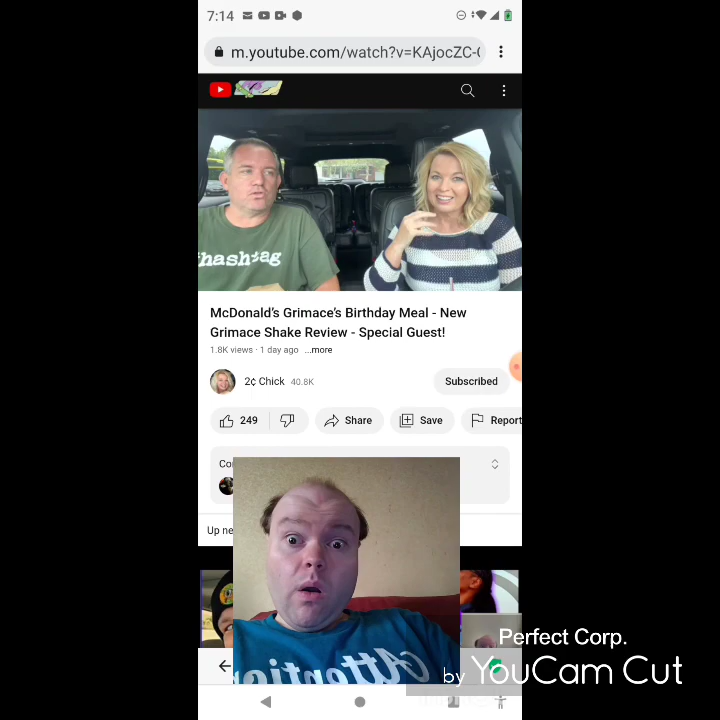 7:14
m.youtube.com/watch?v=KAjocZC-
hashtag
McDonald's Grimace's Birthday Meal - New
Grimace Shake Review - Special Guest!
1.8K views · 1 day ago ...more
2¢ Chick 40.8K
Subscribed
249
Share
Save
Report
Co
Up ne
Attention
Perfect Corp.
by YouCam Cut